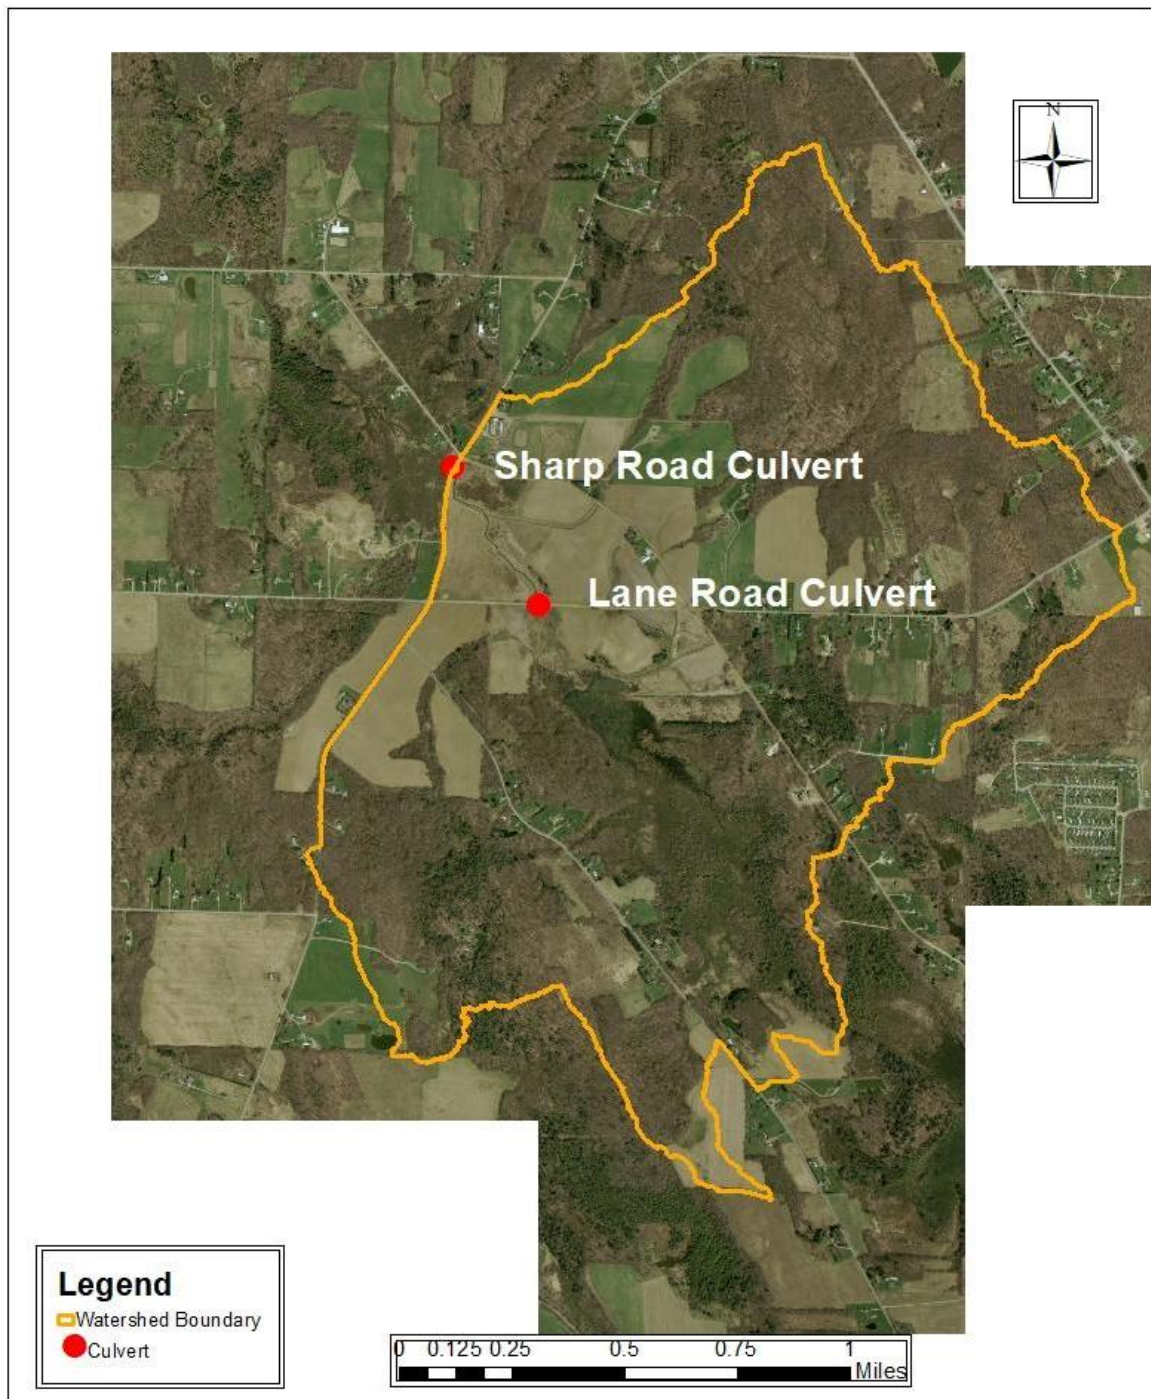 N
Sharp Road Culvert
Lane Road Culvert
Legend
Watershed Boundary
Culvert
0 0.125 0.25 0.5 0.75 1
Miles